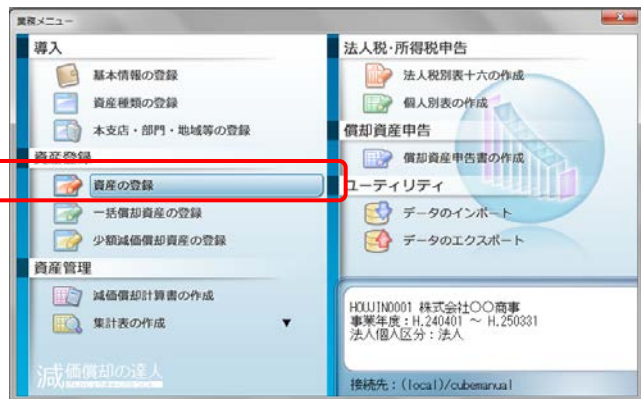 業務メニュー
導入
基本情報の登録
資産種類の登録
本支店・部門・地域等の登録
資産登録
資産の登録
一括償却資産の登録
少額減価償却資産の登録
資産管理
減価償却計算書の作成
集計表の作成 ▼
減価償却の達人
法人税・所得税申告
法人税別表十六の作成
個人別表の作成
償却資産申告
償却資産申告書の作成
ユーティリティ
データのインポート
データのエクスポート
HOUJIN0001 株式会社〇〇商事
事業年度：H.240401 ～ H.250331
法人個人区分：法人
接続先：(local)/cubemanual